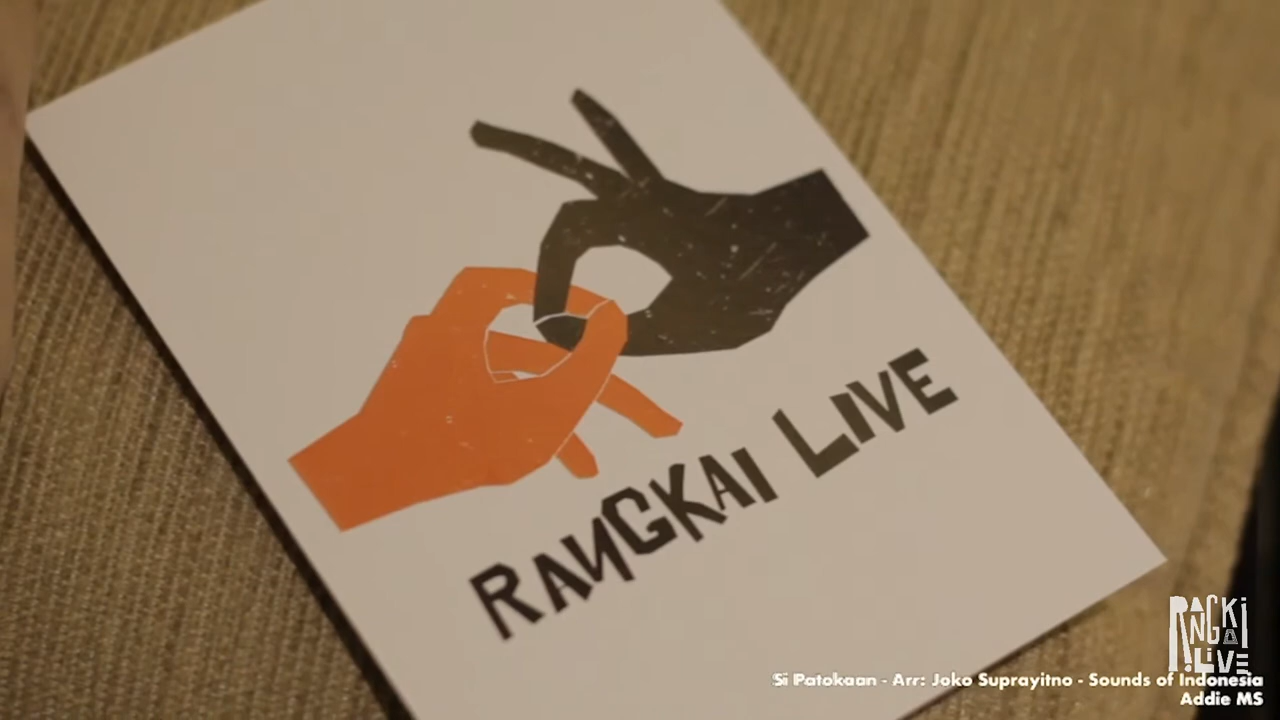 RANGKAI LIVE
RANGKAI
LIVE
Si Patokaan - Arr: Joko Suprayitno - Sounds of Indonesia
Addie MS